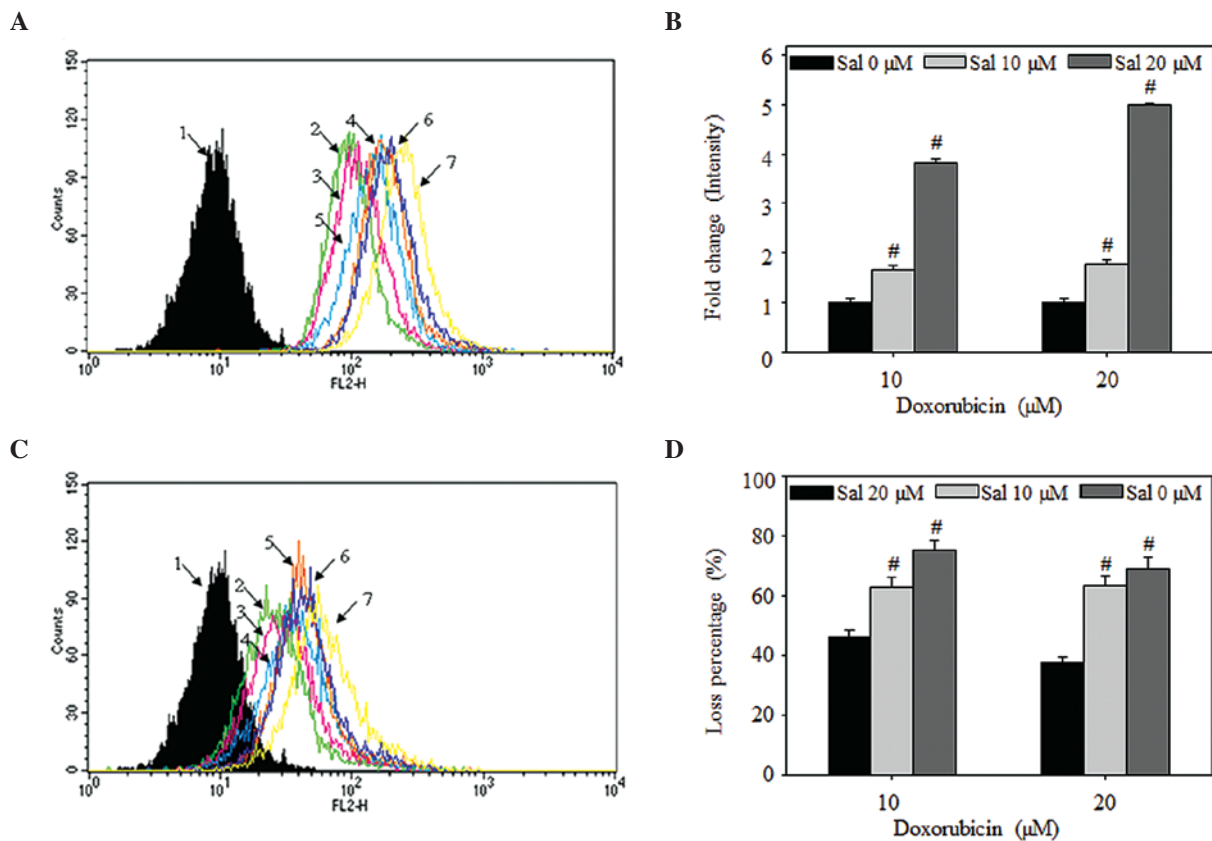 A
150
120
90
60
30
0
Counts
1
2
3
4
5
6
7
10^0 10^1 10^2 10^3 10^4
FL2-H
B
Sal 0 μM Sal 10 μM Sal 20 μM
6
5
4
3
2
1
0
Fold change (Intensity)
# #
# #
10 20
Doxorubicin (μM)
C
150
120
90
60
30
0
Counts
1
2
3
4
5
6
7
10^0 10^1 10^2 10^3 10^4
FL2-H
D
Sal 20 μM Sal 10 μM Sal 0 μM
100
80
60
40
20
0
Loss percentage (%)
# #
# #
10 20
Doxorubicin (μM)